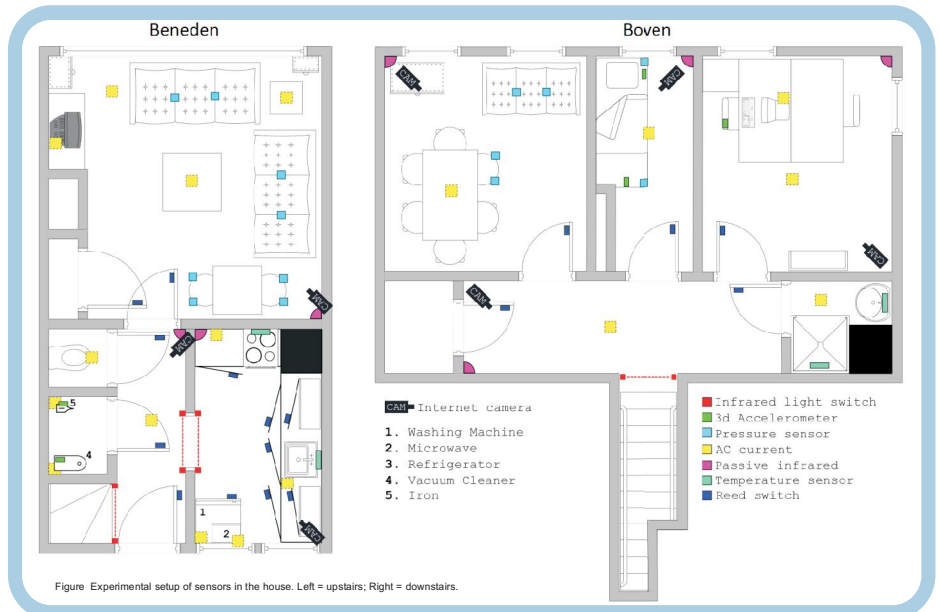 Beneden
Boven
CAM
CAM
CAM
CAM
CAM
CAM
CAM
CAM
5
4
1
2
CAM Internet camera
1. Washing Machine
2. Microwave
3. Refrigerator
4. Vacuum Cleaner
5. Iron
Infrared light switch
3d Accelerometer
Pressure sensor
AC current
Passive infrared
Temperature sensor
Reed switch
Figure Experimental setup of sensors in the house. Left = upstairs; Right = downstairs.